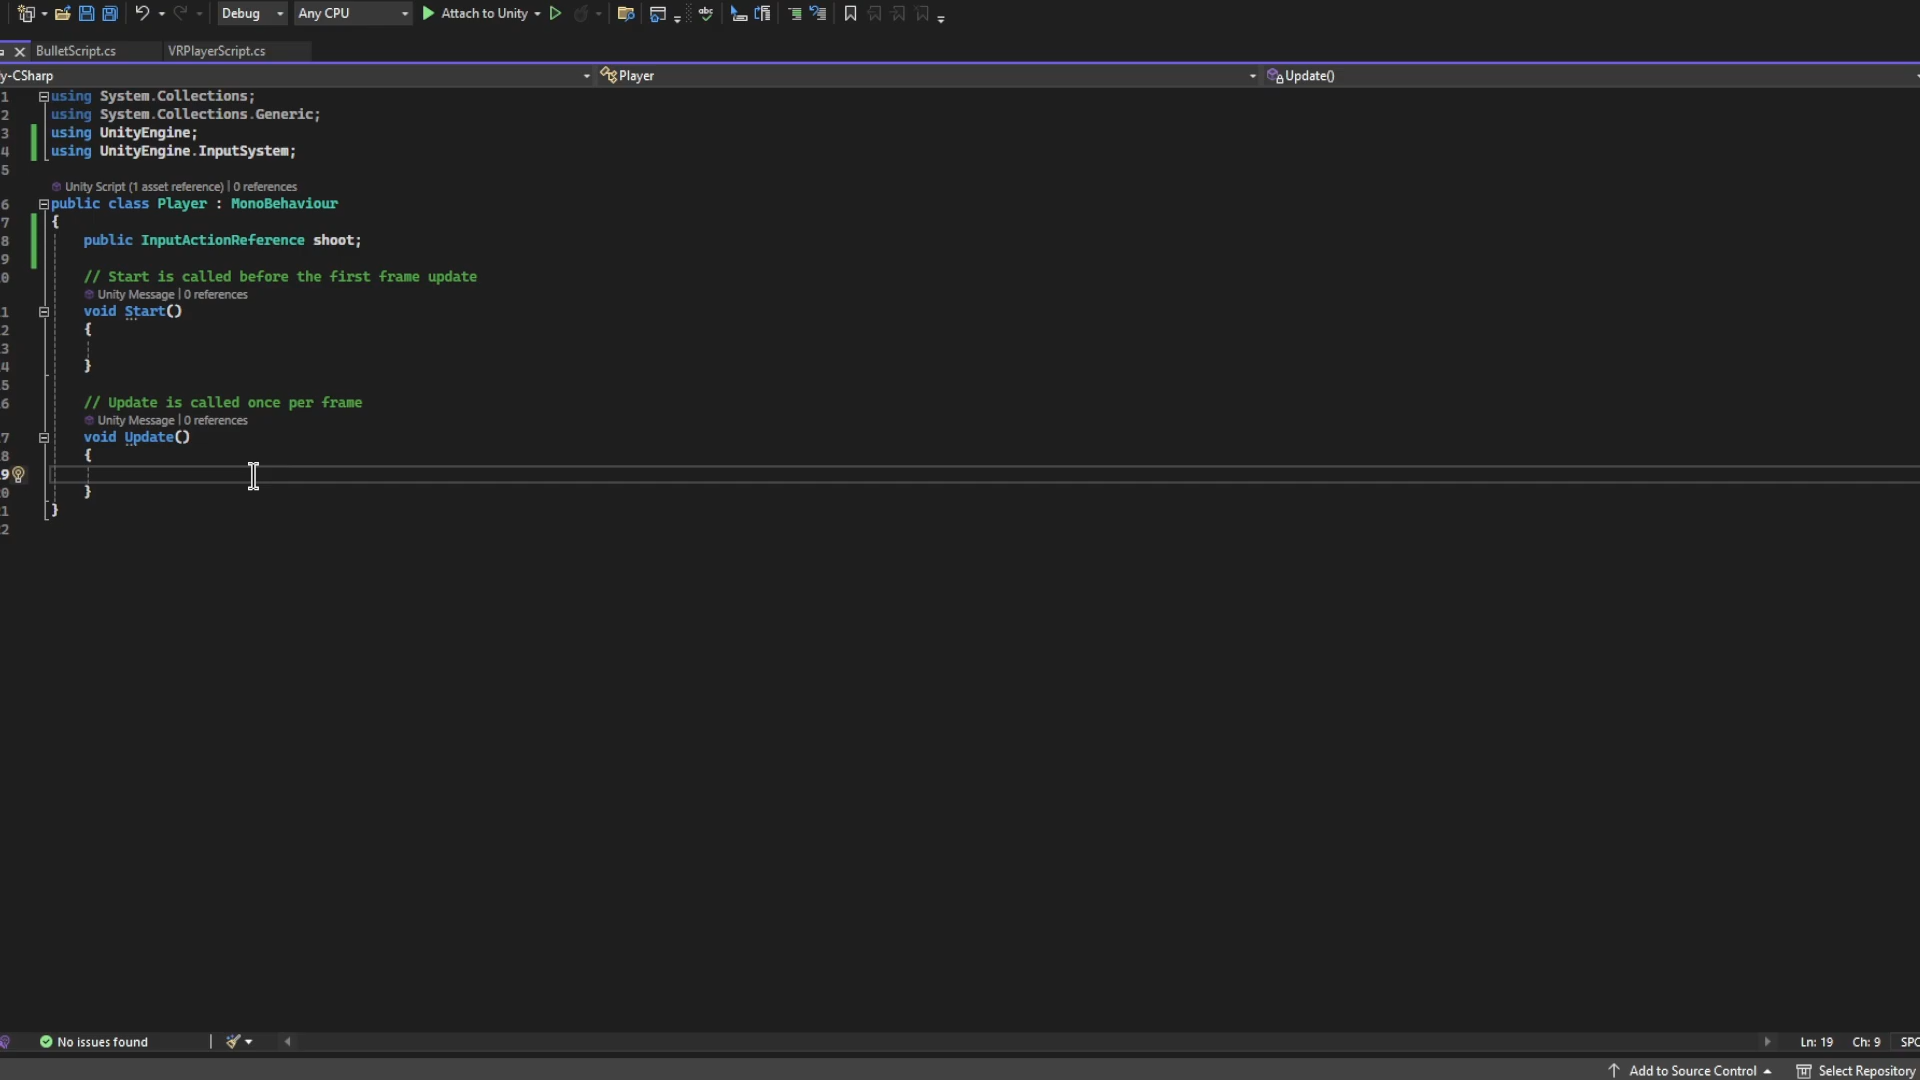 Debug Any CPU Attach to Unity
BulletScript.cs VRPlayerScript.cs
y-CSharp Player Update()
1 using System.Collections;
2 using System.Collections.Generic;
3 using UnityEngine;
4 using UnityEngine.InputSystem;
5
Unity Script (1 asset reference) | 0 references
6 public class Player : MonoBehaviour
7 {
8 public InputActionReference shoot;
9
0 // Start is called before the first frame update
Unity Message | 0 references
1 void Start()
2 {
3
4 }
5
6 // Update is called once per frame
Unity Message | 0 references
7 void Update()
8 {
9
0 }
1 }
2
No issues found Ln: 19 Ch: 9 SPC
Add to Source Control Select Repository